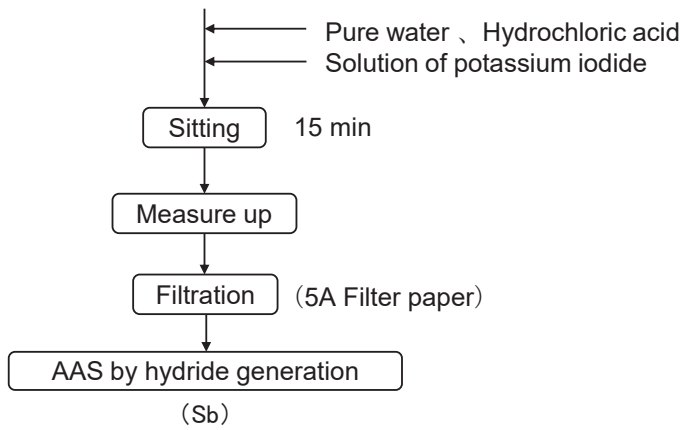 Pure water 、Hydrochloric acid
Solution of potassium iodide
Sitting 15 min
Measure up
Filtration （5A Filter paper）
AAS by hydride generation
（Sb）